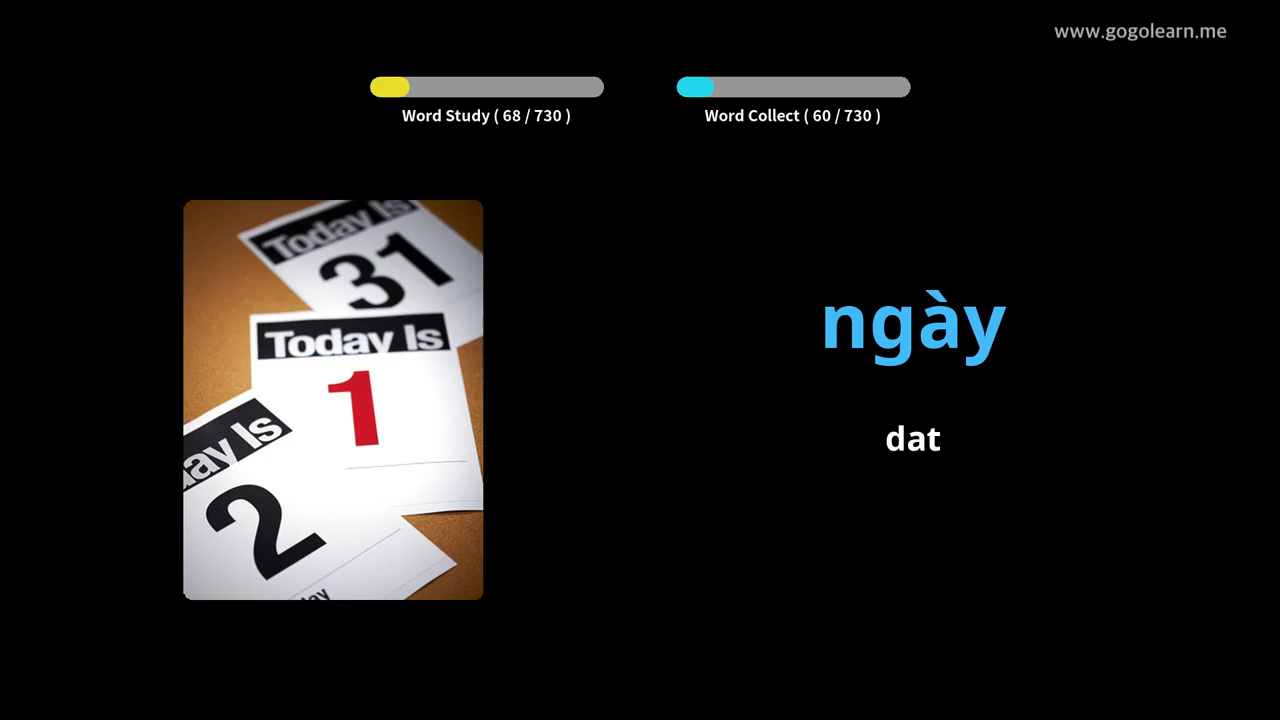 www.gogolearn.me
Word Study ( 68 / 730 )
Word Collect ( 60 / 730 )
Today Is
31
Today Is
1
ay Is
2
ay
ngày
dat